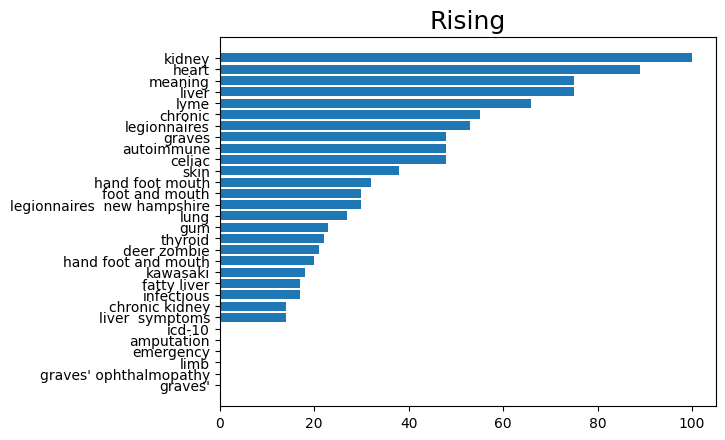 Rising
kidney
heart
meaning
liver
lyme
chronic
legionnaires
graves
autoimmune
celiac
skin
hand foot mouth
foot and mouth
legionnaires  new hampshire
lung
gum
thyroid
deer zombie
hand foot and mouth
kawasaki
fatty liver
infectious
chronic kidney
liver  symptoms
icd-10
amputation
emergency
limb
graves' ophthalmopathy
graves'
0 20 40 60 80 100